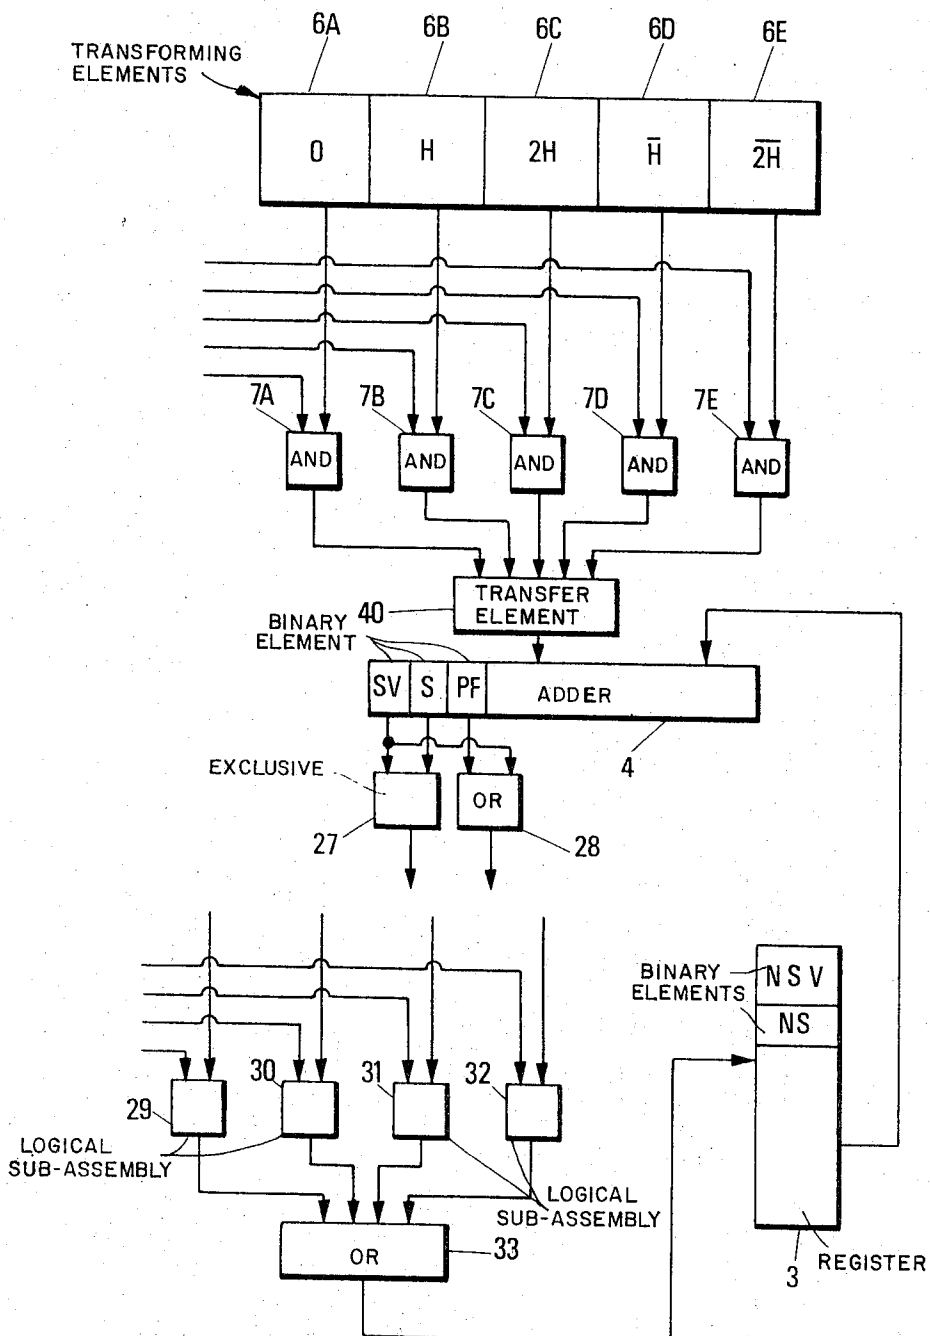 6A 6B 6C 6D 6E
TRANSFORMING
ELEMENTS
0 H 2H H̅ 2̅H̅
7A 7B 7C 7D 7E
AND AND AND AND AND
TRANSFER
ELEMENT
40
BINARY
ELEMENT
SV S PF ADDER
4
EXCLUSIVE
OR
27 28
BINARY
ELEMENTS
NSV
NS
29 30 31 32
LOGICAL
SUB-ASSEMBLY
LOGICAL
SUB-ASSEMBLY
OR
33
REGISTER
3